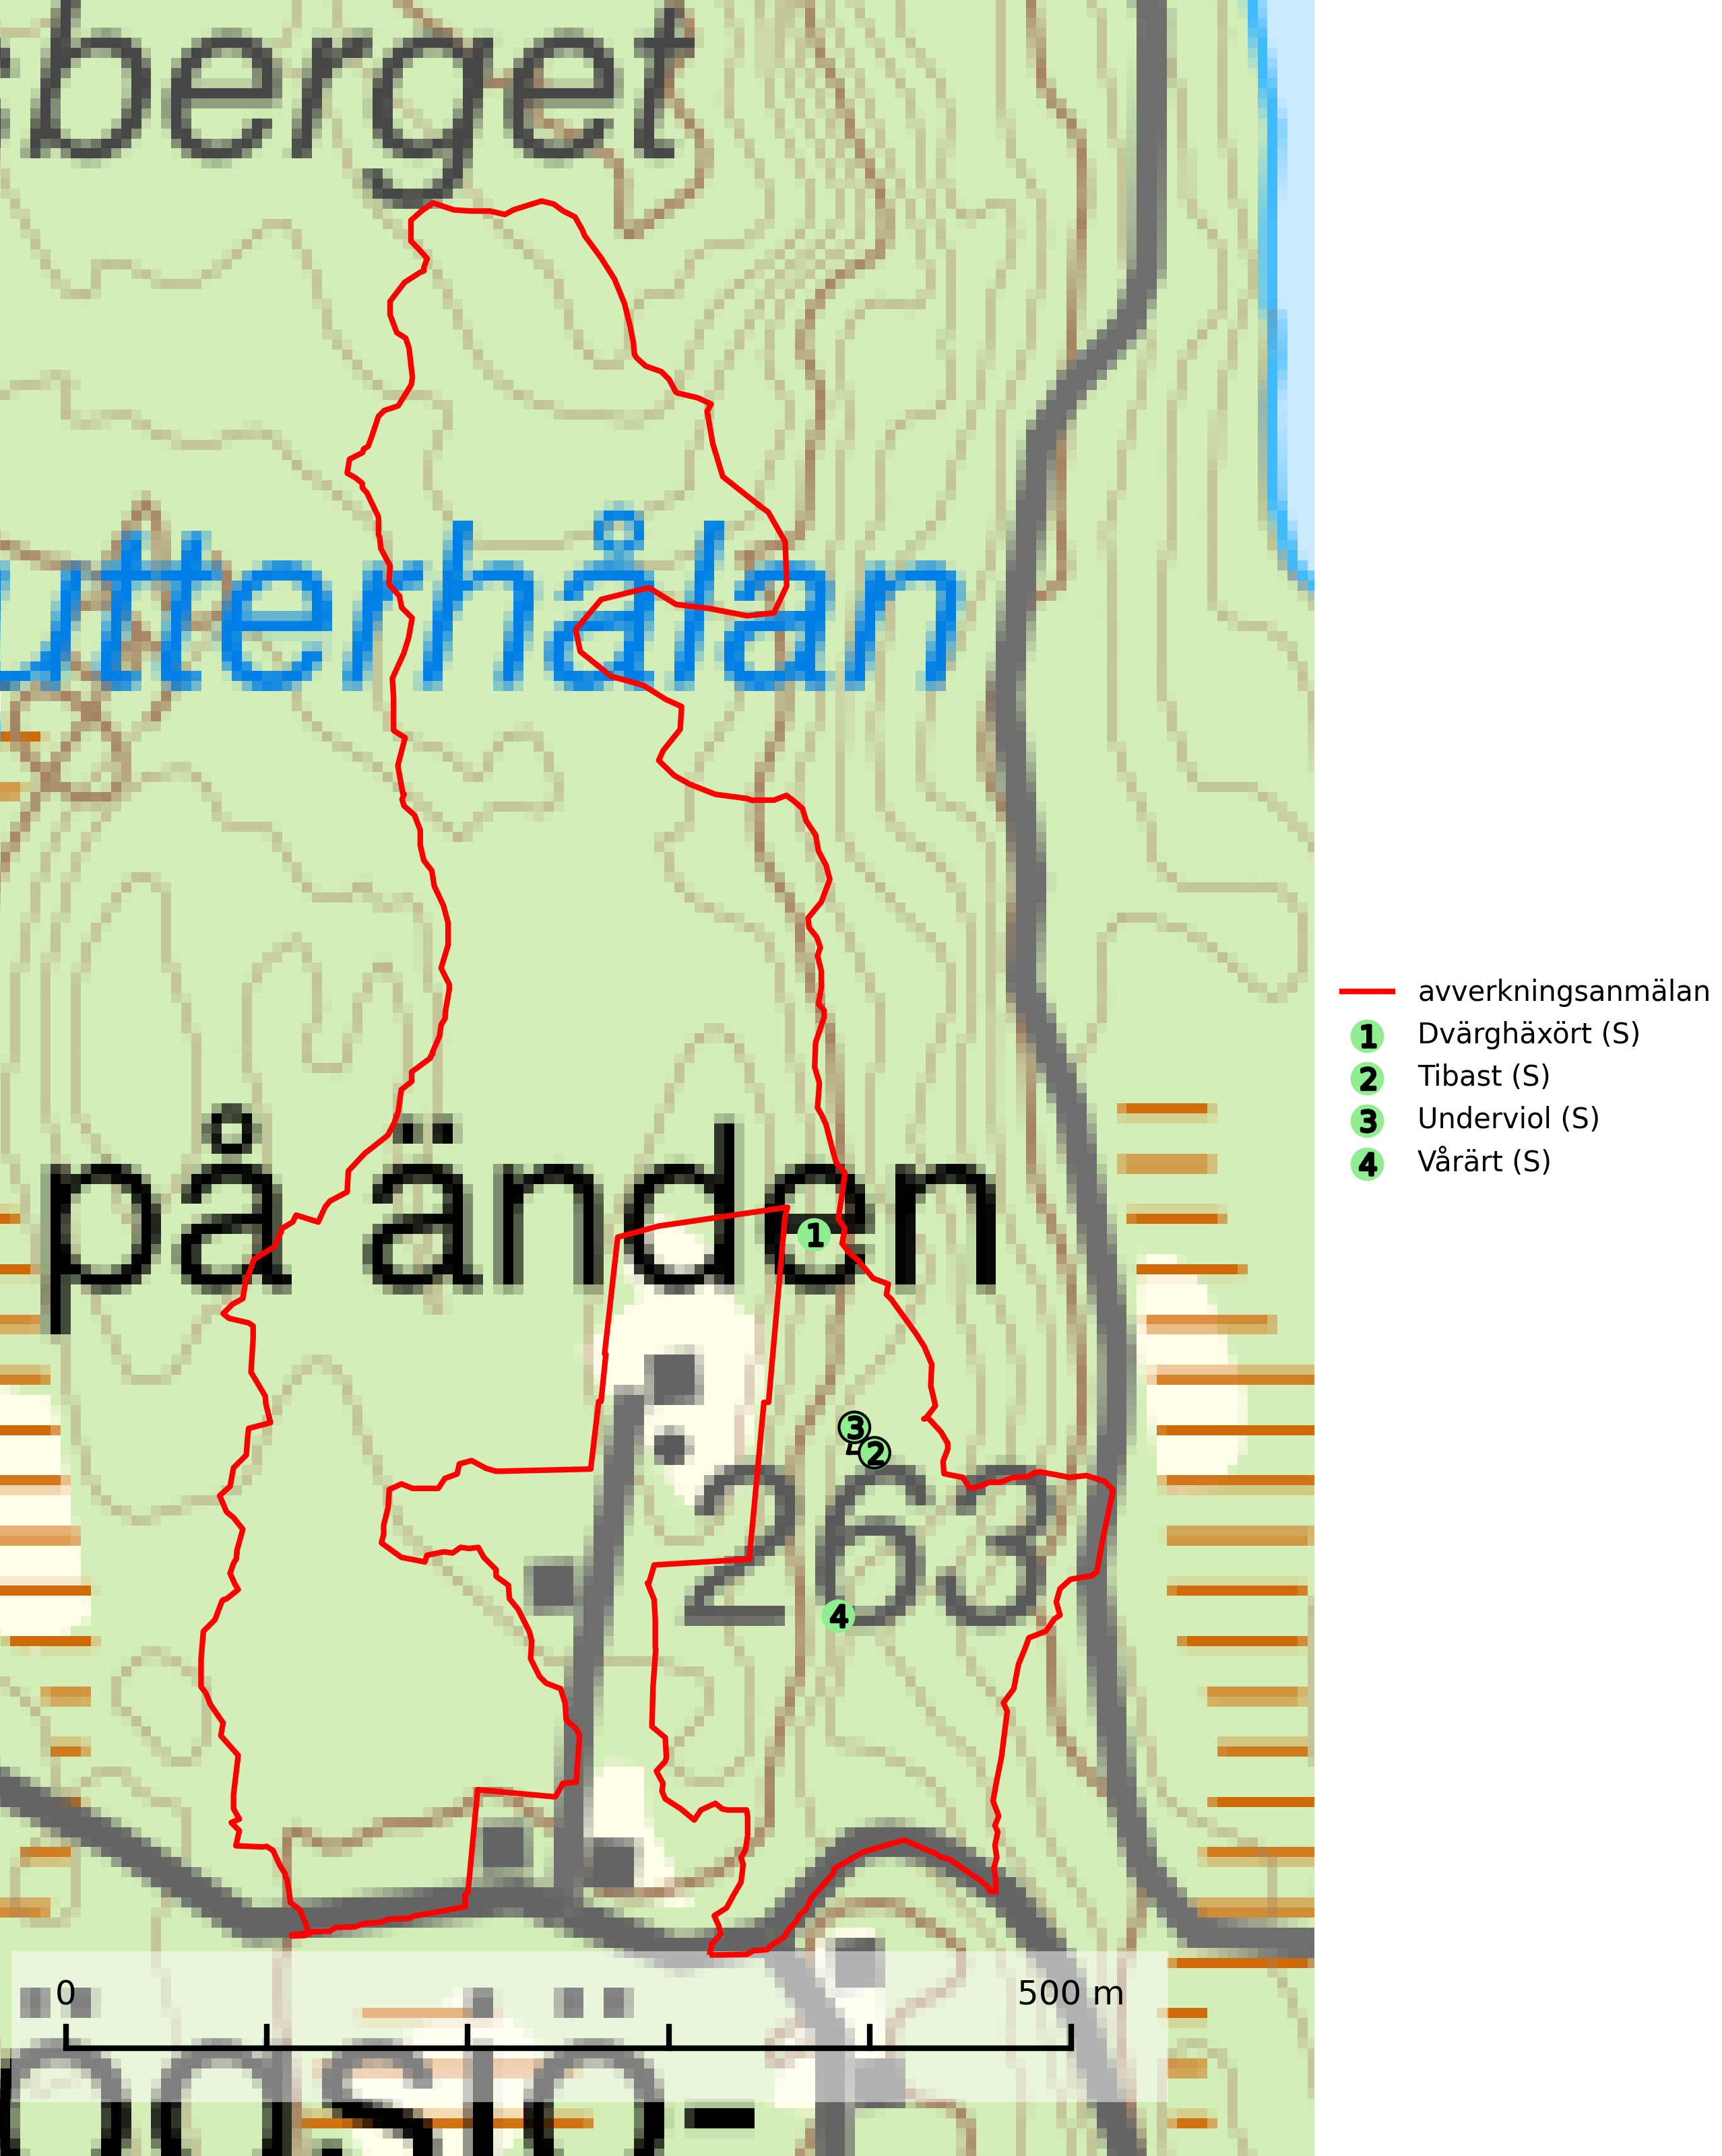 sberget
utterhålan
på änden
1
3
2
263
4
0 500 m
avverkningsanmälan
1 Dvärghäxört (S)
2 Tibast (S)
3 Underviol (S)
4 Vårärt (S)